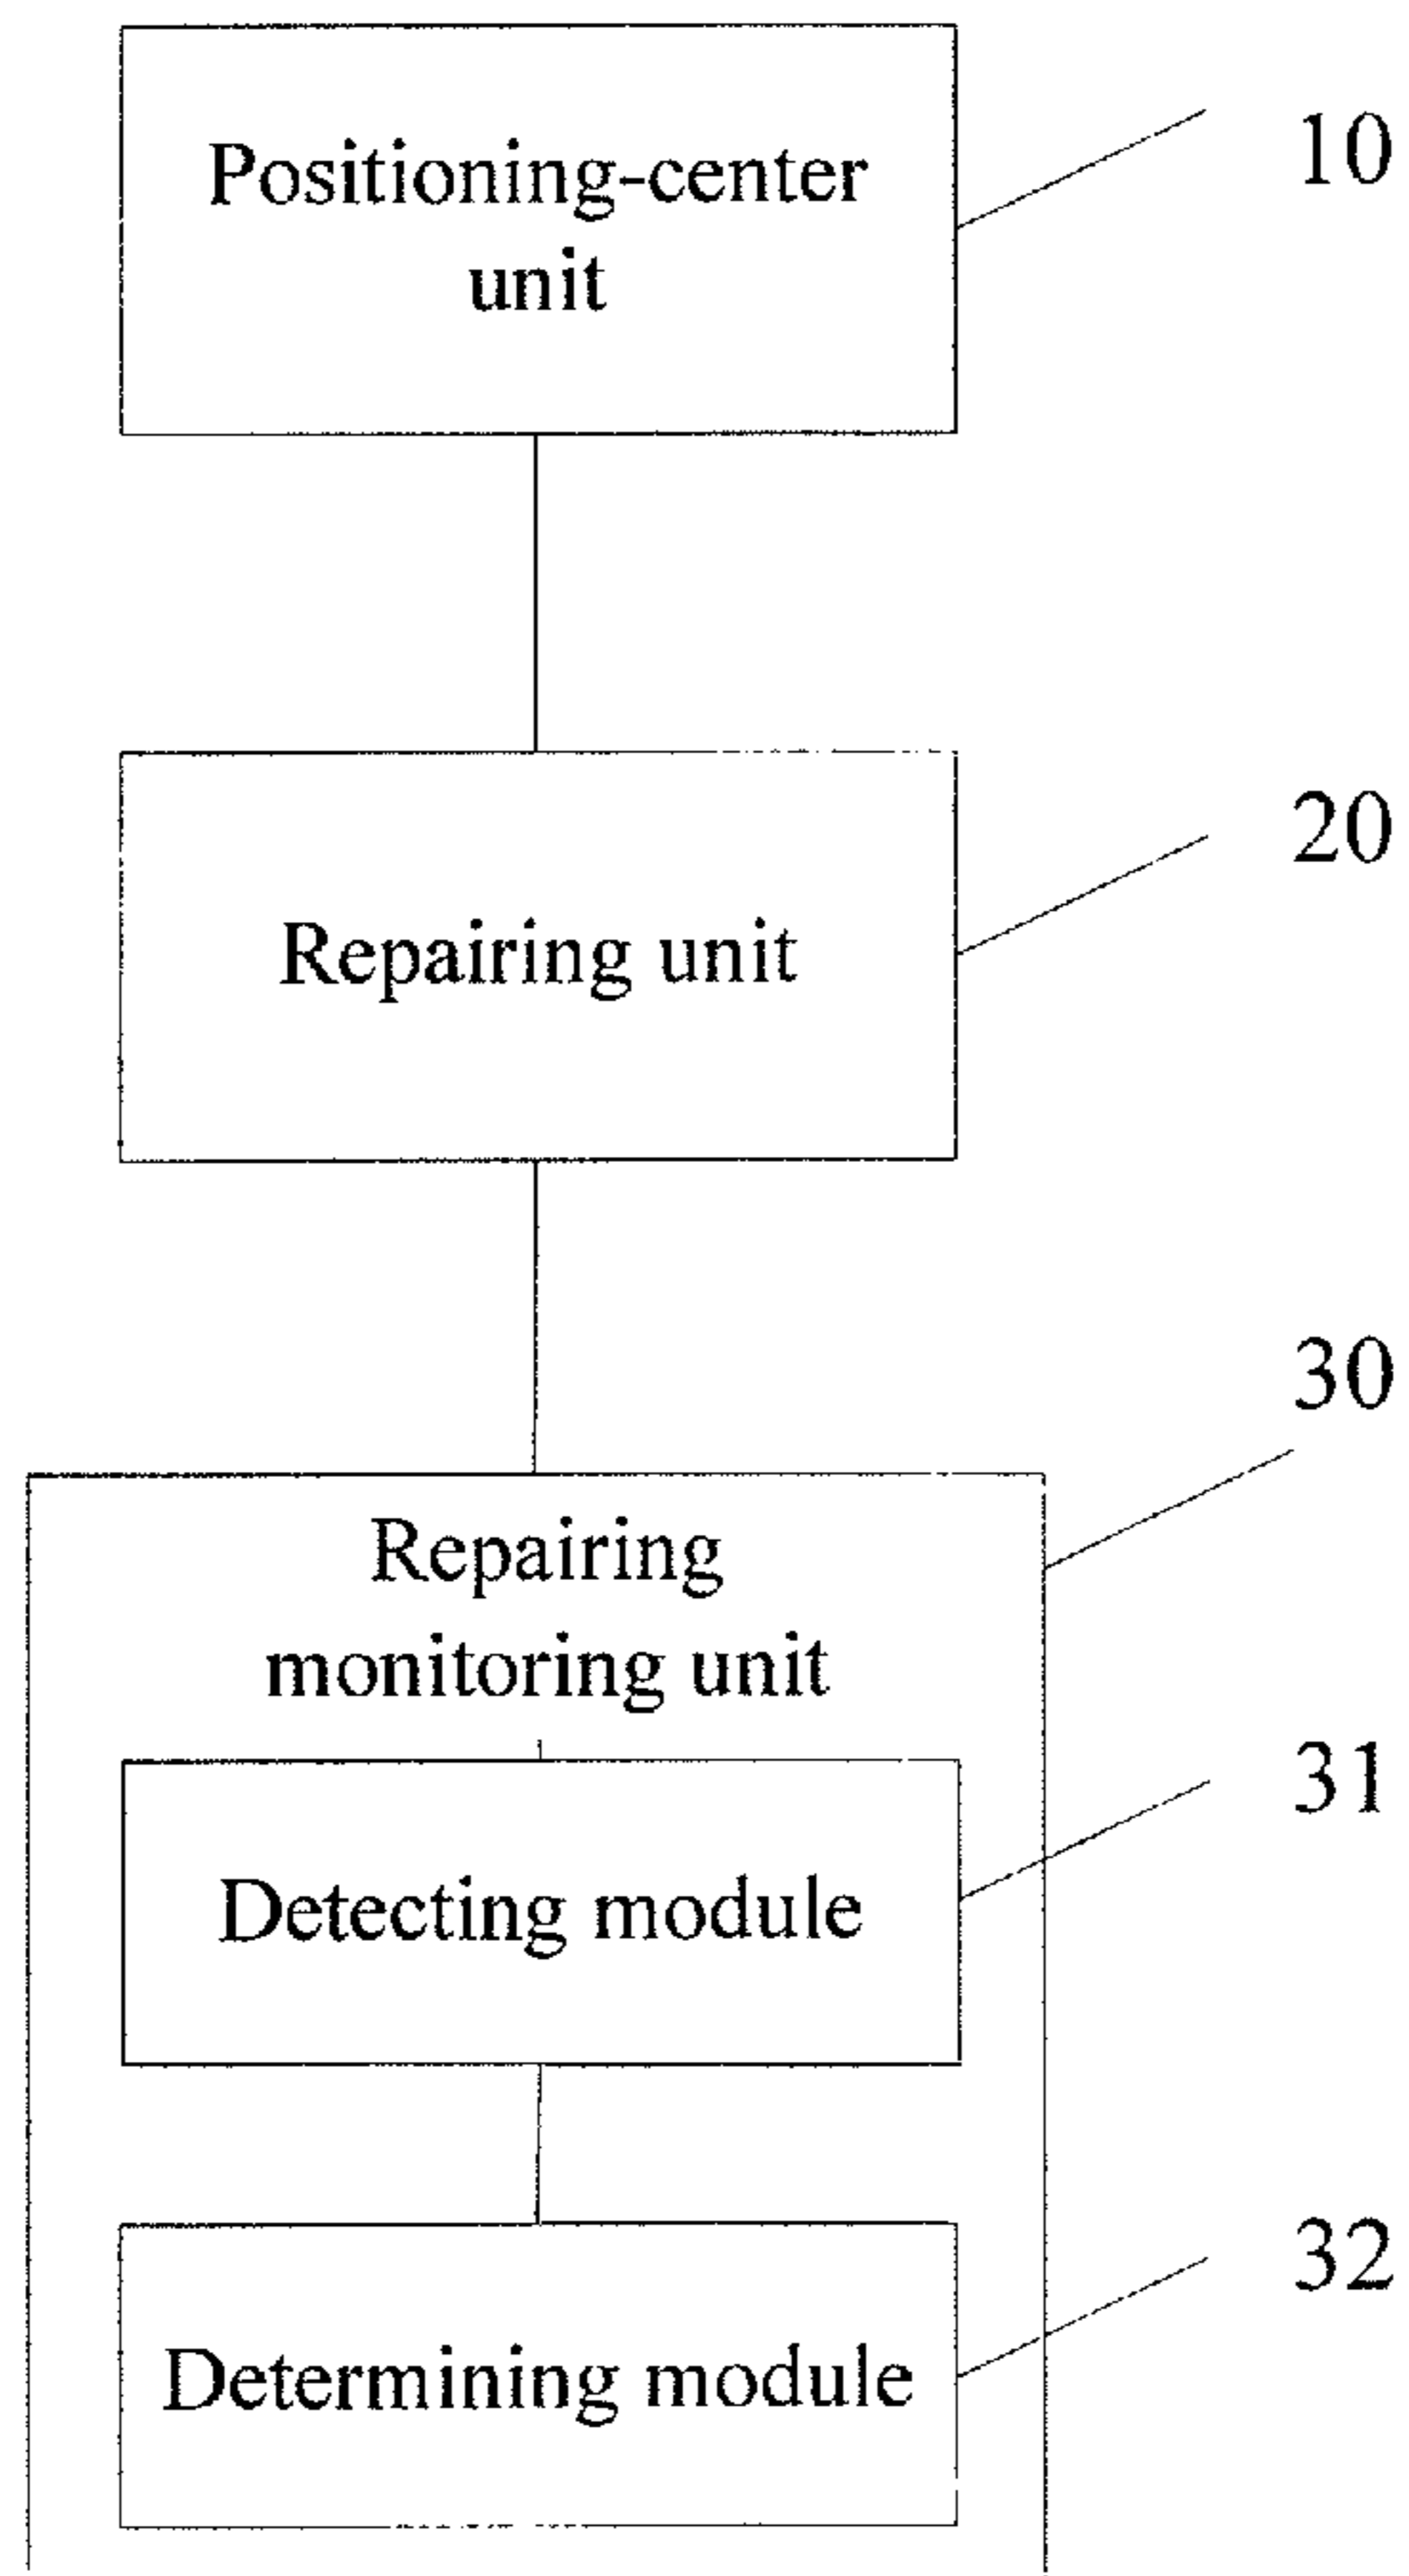 Positioning-center
unit
10
Repairing unit
20
30
Repairing
monitoring unit
Detecting module
31
Determining module
32